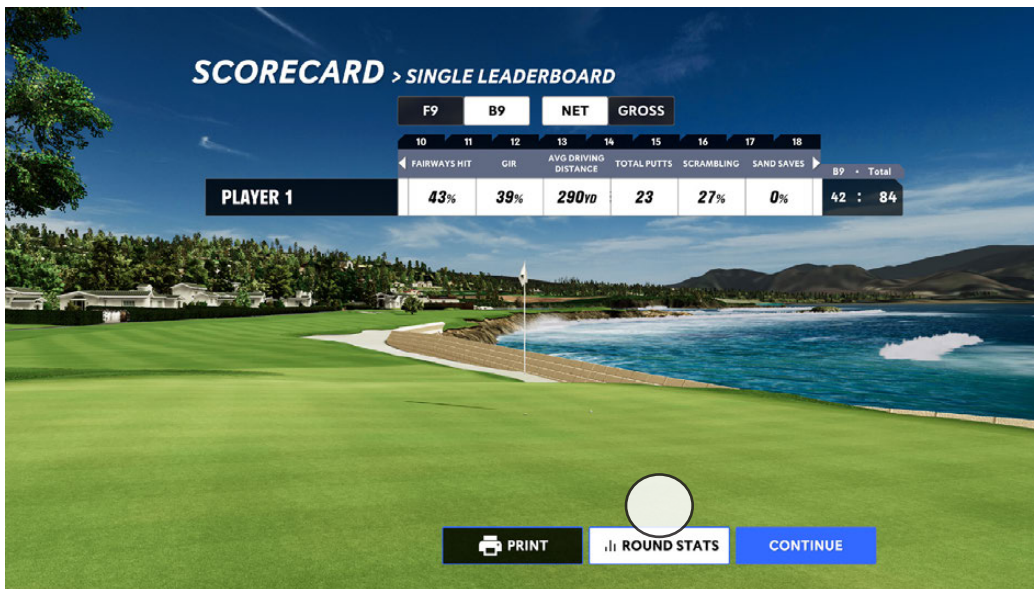 SCORECARD > SINGLE LEADERBOARD
F9 B9 NET GROSS
10 11 12 13 14 15 16 17 18
FAIRWAYS HIT GIR AVG DRIVING DISTANCE TOTAL PUTTS SCRAMBLING SAND SAVES B9 • Total
PLAYER 1 43% 39% 290YD 23 27% 0% 42 : 84
PRINT ROUND STATS CONTINUE